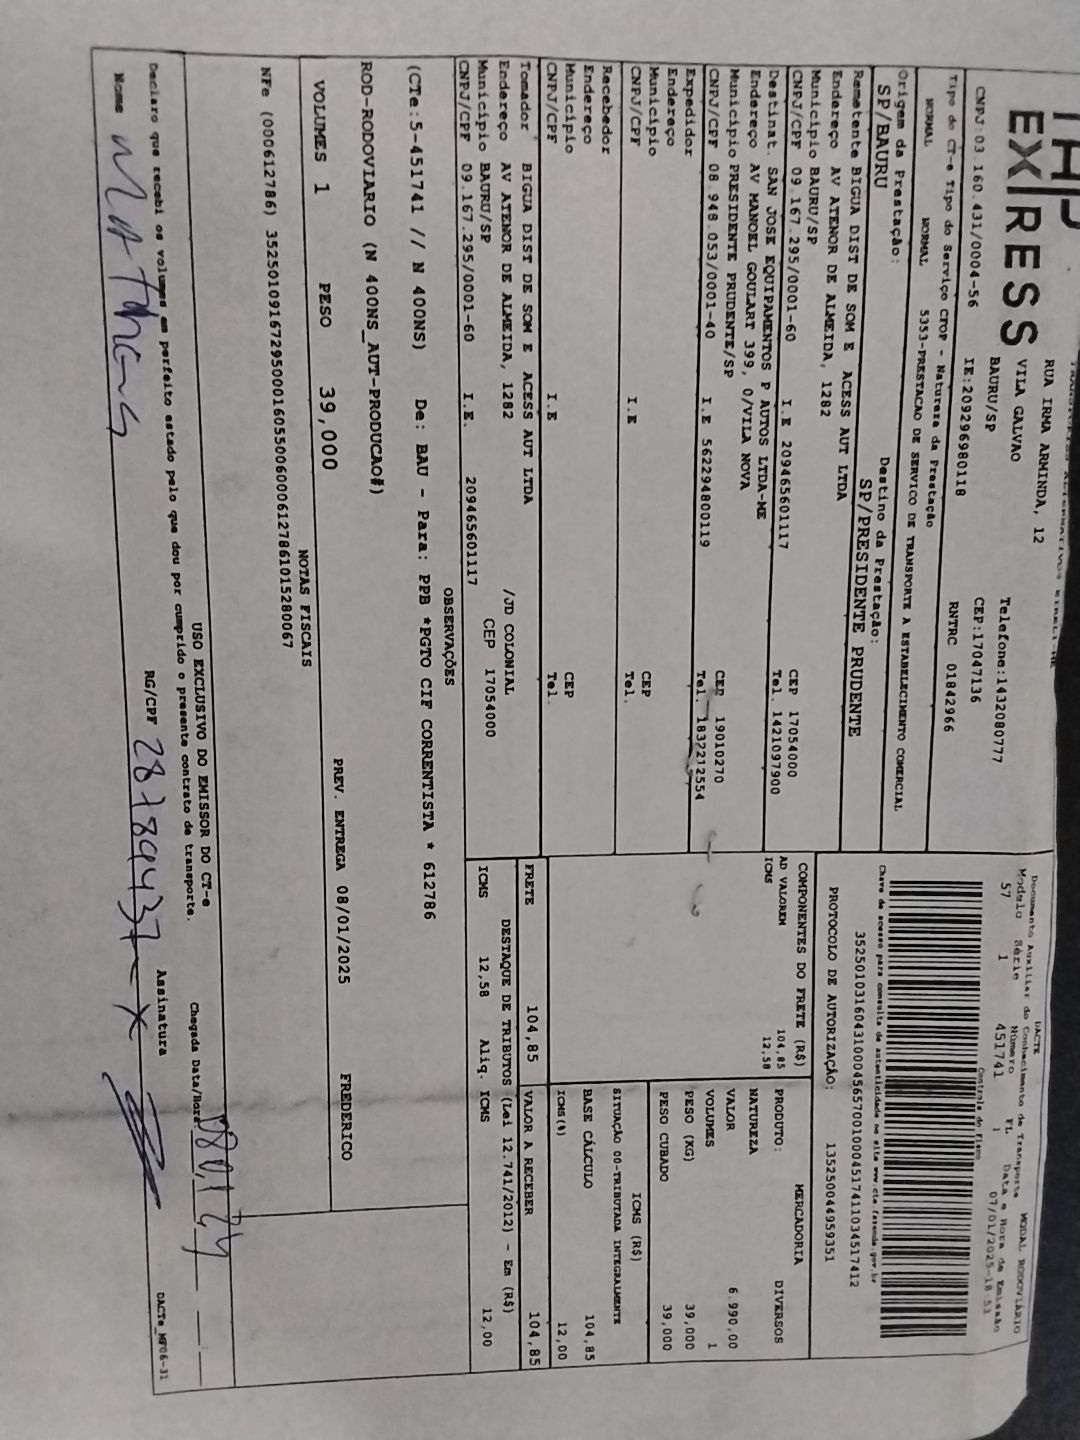 EXPRESS
RUA IRMA ARMINDA, 12
VILA GALVAO
BAURU/SP
Telefone:1432080777
CEP:17047136
CNPJ:03.160.431/0004-56 IE:209296980118 RNTRC 01842966
Tipo do CT-e Tipo do Serviço CFOP - Natureza da Prestação
NORMAL NORMAL 5353-PRESTACAO DE SERVICO DE TRANSPORTE A ESTABELECIMENTO COMERCIAL
Origem da Prestação: Destino da Prestação:
SP/BAURU SP/PRESIDENTE PRUDENTE
DACTE MODAL RODOVIÁRIO
Documento Auxiliar do Conhecimento de Transporte
Modelo Série Número FL Data e Hora de Emissão
57 1 451741 1 07/01/2025-18:53
Controle do Fisco
Chave de acesso para consulta de autenticidade no site www.cte.fazenda.gov.br
35250103160431000456570010004517411034517412
PROTOCOLO DE AUTORIZAÇÃO: 135250044959351
Remetente BIGUA DIST DE SOM E ACESS AUT LTDA
Endereço AV ATENOR DE ALMEIDA, 1282
Município BAURU/SP CEP 17054000
CNPJ/CPF 09.167.295/0001-60 I.E 209465601117 Tel. 1421097900
Destinat. SAN JOSE EQUIPAMENTOS P AUTOS LTDA-ME
Endereço AV MANOEL GOULART 399, 0/VILA NOVA
Município PRESIDENTE PRUDENTE/SP CEP 19010270
CNPJ/CPF 08.948.053/0001-40 I.E 562294800119 Tel. 1832212554
Expedidor
Endereço
Município CEP
CNPJ/CPF I.E Tel.
Recebedor
Endereço
Município CEP
CNPJ/CPF I.E Tel.
Tomador BIGUA DIST DE SOM E ACESS AUT LTDA
Endereço AV ATENOR DE ALMEIDA, 1282 /JD COLONIAL
Município BAURU/SP CEP 17054000
CNPJ/CPF 09.167.295/0001-60 I.E. 209465601117
COMPONENTES DO FRETE (R$)
AD VALOREM 104,85
ICMS 12,58
PRODUTO: MERCADORIA
NATUREZA DIVERSOS
VALOR 6.990,00
VOLUMES 1
PESO (KG) 39,000
PESO CUBADO 39,000
ICMS (R$)
SITUAÇÃO 00-TRIBUTADA INTEGRALMENTE
BASE CÁLCULO 104,85
ICMS(%) 12,00
FRETE 104,85 VALOR A RECEBER 104,85
DESTAQUE DE TRIBUTOS (Lei 12.741/2012) - Em (R$)
ICMS 12,58 Aliq. ICMS 12,00
OBSERVAÇÕES
(CTe:5-451741 // N 400NS) De: BAU - Para: PPB *PGTO CIF CORRENTISTA * 612786
ROD-RODOVIARIO (N 400NS_AUT-PRODUCAO#)
VOLUMES 1 PESO 39,000 PREV. ENTREGA 08/01/2025 FREDERICO
NOTAS FISCAIS
NFe (000612786) 35250109167295000160550060006127861015280067
USO EXCLUSIVO DO EMISSOR DO CT-e
Declaro que recebi os volumes em perfeito estado pelo que dou por cumprido o presente contrato de transporte.
Chegada Data/Hora
Nome Matheus RG/CPF 28789437-X Assinatura
DACTe_MF06-31